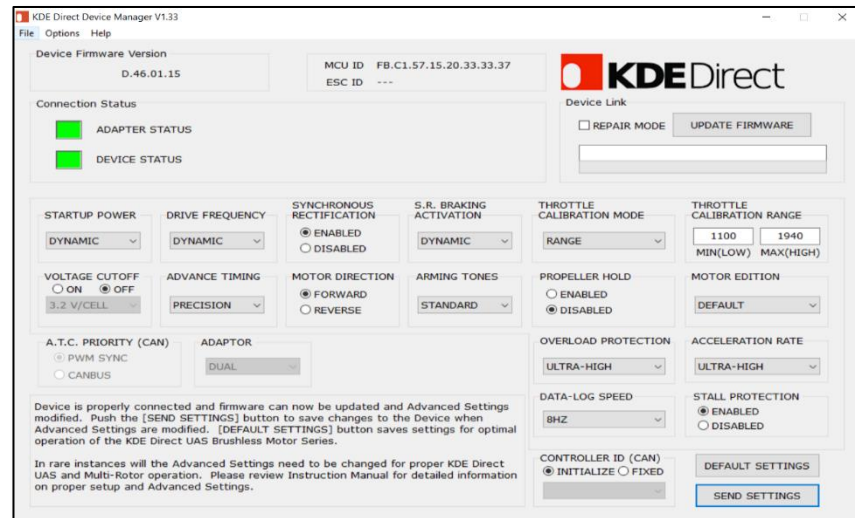 KDE Direct Device Manager V1.33
File Options Help
Device Firmware Version
D.46.01.15
MCU ID FB.C1.57.15.20.33.33.37
ESC ID ---
KDEDirect
Connection Status
ADAPTER STATUS
DEVICE STATUS
Device Link
REPAIR MODE UPDATE FIRMWARE
STARTUP POWER
DYNAMIC
DRIVE FREQUENCY
DYNAMIC
SYNCHRONOUS
RECTIFICATION
ENABLED
DISABLED
S.R. BRAKING
ACTIVATION
DYNAMIC
THROTTLE
CALIBRATION MODE
RANGE
THROTTLE
CALIBRATION RANGE
1100 1940
MIN(LOW) MAX(HIGH)
VOLTAGE CUTOFF
ON OFF
3.2 V/CELL
ADVANCE TIMING
PRECISION
MOTOR DIRECTION
FORWARD
REVERSE
ARMING TONES
STANDARD
PROPELLER HOLD
ENABLED
DISABLED
MOTOR EDITION
DEFAULT
A.T.C. PRIORITY (CAN)
PWM SYNC
CANBUS
ADAPTOR
DUAL
OVERLOAD PROTECTION
ULTRA-HIGH
ACCELERATION RATE
ULTRA-HIGH
DATA-LOG SPEED
8HZ
STALL PROTECTION
ENABLED
DISABLED
Device is properly connected and firmware can now be updated and Advanced Settings
modified. Push the [SEND SETTINGS] button to save changes to the Device when
Advanced Settings are modified. [DEFAULT SETTINGS] button saves settings for optimal
operation of the KDE Direct UAS Brushless Motor Series.
In rare instances will the Advanced Settings need to be changed for proper KDE Direct
UAS and Multi-Rotor operation. Please review Instruction Manual for detailed information
on proper setup and Advanced Settings.
CONTROLLER ID (CAN)
INITIALIZE FIXED
DEFAULT SETTINGS
SEND SETTINGS